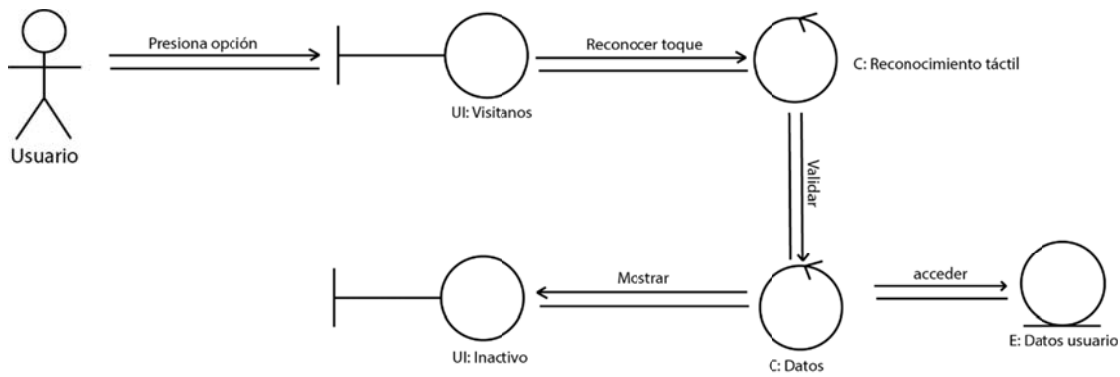 Presiona opción
Reconocer toque
C: Reconocimiento táctil
UI: Visitanos
Usuario
Validar
Mostrar
acceder
UI: Inactivo
C: Datos
E: Datos usuario